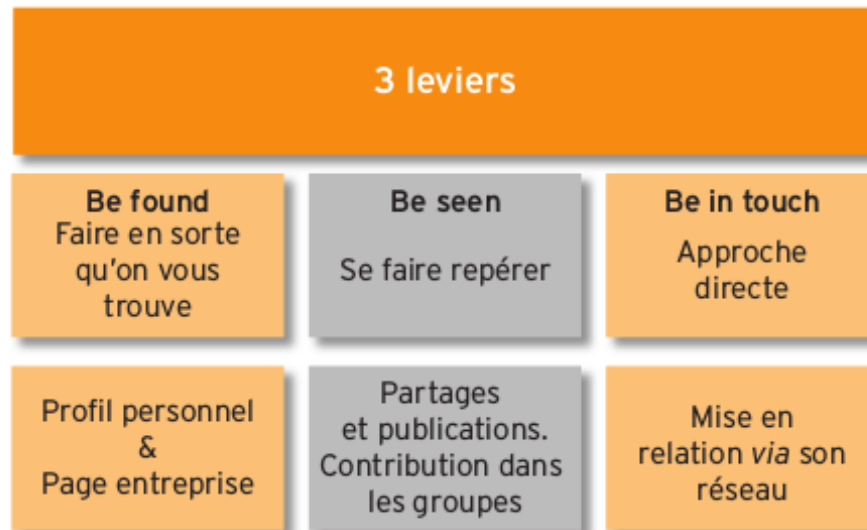 3 leviers
Be found
Faire en sorte
qu'on vous
trouve
Be seen
Se faire repérer
Be in touch
Approche
directe
Profil personnel
&
Page entreprise
Partages
et publications.
Contribution dans
les groupes
Mise en
relation via son
réseau